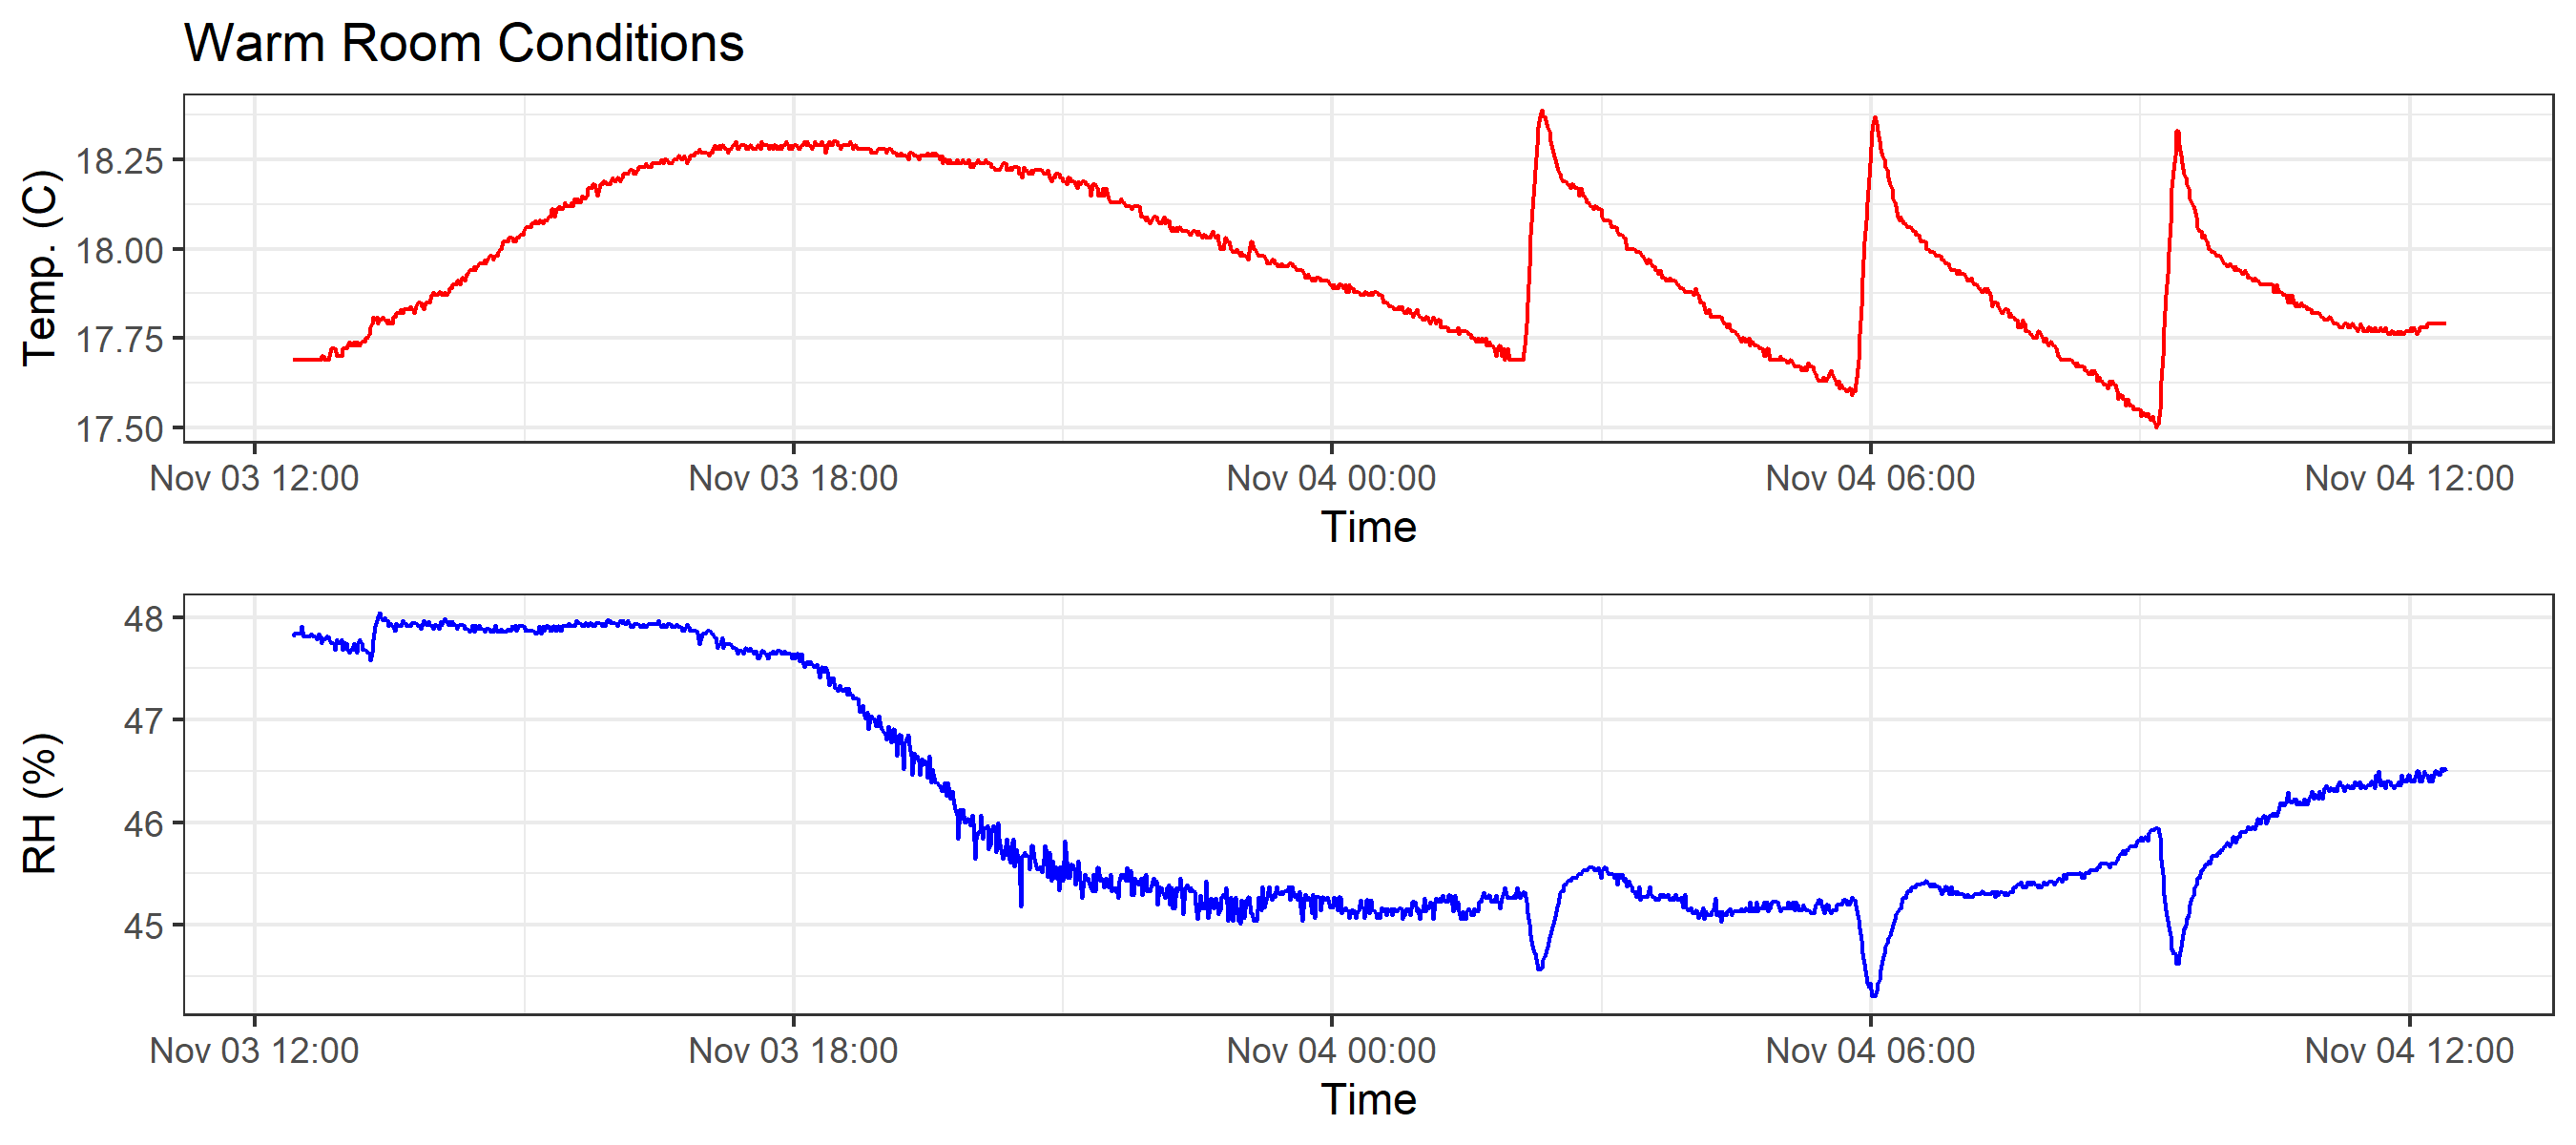 Warm Room Conditions
Temp. (C)
18.25
18.00
17.75
17.50
Nov 03 12:00 Nov 03 18:00 Nov 04 00:00 Nov 04 06:00 Nov 04 12:00
Time
RH (%)
48
47
46
45
Nov 03 12:00 Nov 03 18:00 Nov 04 00:00 Nov 04 06:00 Nov 04 12:00
Time